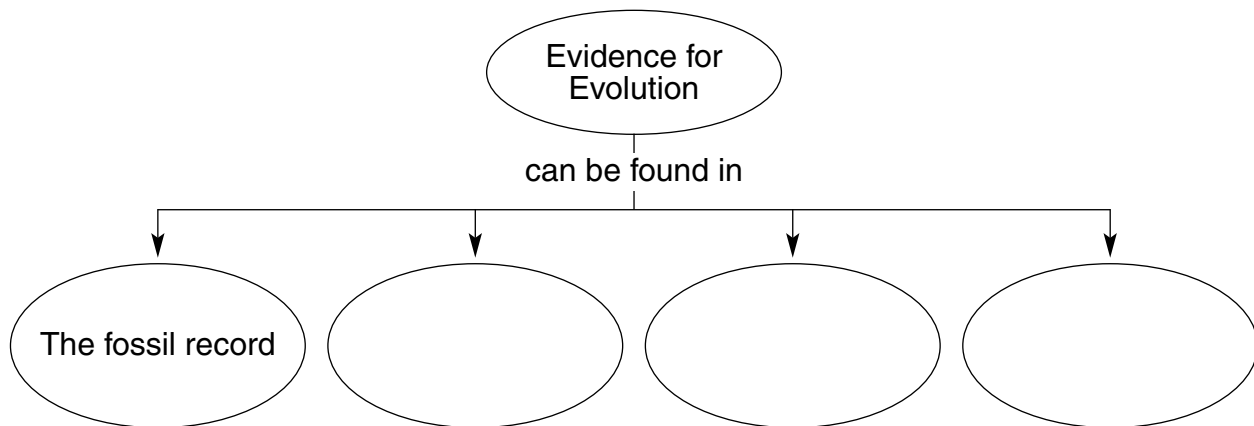 Evidence for
Evolution
can be found in
The fossil record